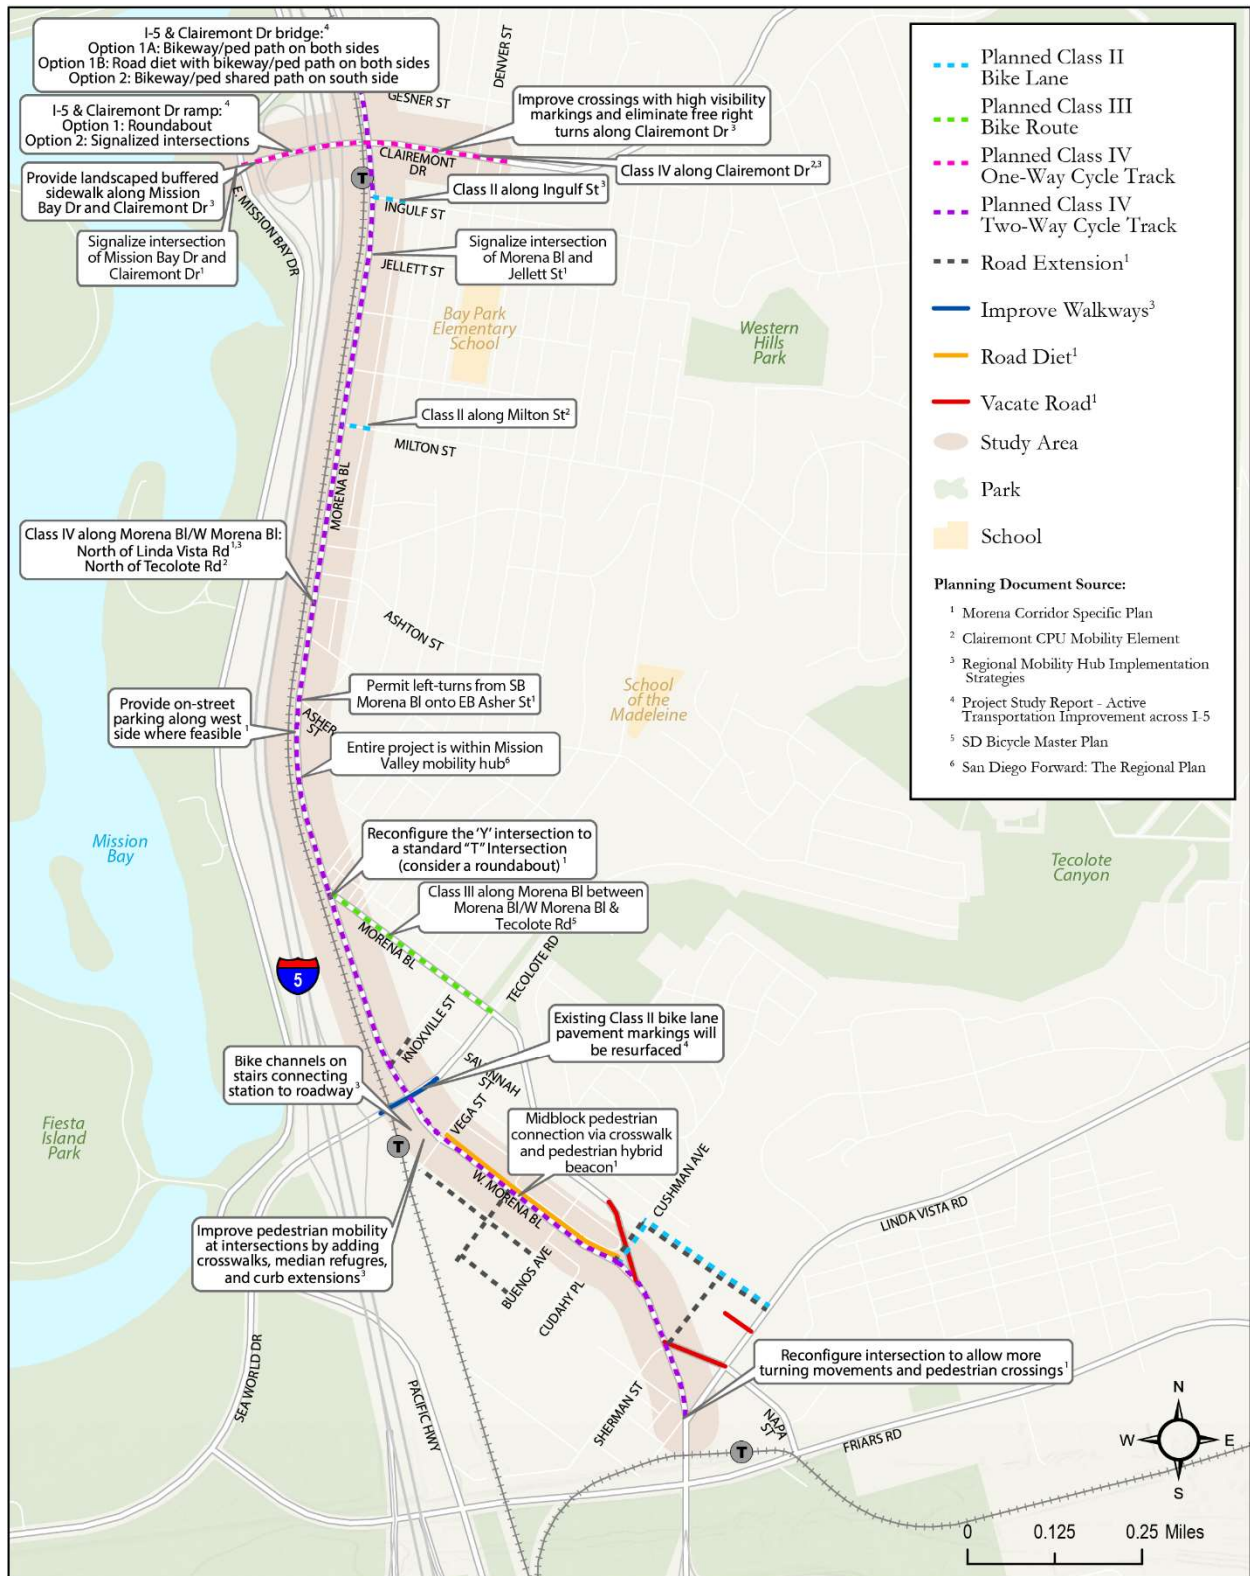 I-5 & Clairemont Dr bridge:⁴
Option 1A: Bikeway/ped path on both sides
Option 1B: Road diet with bikeway/ped path on both sides
Option 2: Bikeway/ped shared path on south side
DENVER ST
GESNER ST
I-5 & Clairemont Dr ramp: ⁴
Option 1: Roundabout
Option 2: Signalized intersections
Improve crossings with high visibility
markings and eliminate free right
turns along Clairemont Dr ³
CLAIREMONT
DR
Class IV along Clairemont Dr²,³
Provide landscaped buffered
sidewalk along Mission
Bay Dr and Clairemont Dr ³
T
Class II along Ingulf St³
INGULF ST
E. MISSION BAY DR
Signalize intersection
of Mission Bay Dr and
Clairemont Dr¹
Signalize intersection
of Morena Bl and
Jellett St¹
JELLETT ST
Bay Park
Elementary
School
Western
Hills
Park
Class II along Milton St²
MILTON ST
MORENA BL
Class IV along Morena Bl/W Morena Bl:
North of Linda Vista Rd¹,³
North of Tecolote Rd²
ASHTON ST
School
of the
Madeleine
Permit left-turns from SB
Morena Bl onto EB Asher St¹
Provide on-street
parking along west
side where feasible ¹
ASHER
ST
Entire project is within Mission
Valley mobility hub⁶
Mission
Bay
Reconfigure the 'Y' intersection to
a standard "T" Intersection
(consider a roundabout) ¹
Tecolote
Canyon
Class III along Morena Bl between
Morena Bl/W Morena Bl &
Tecolote Rd⁵
MORENA BL
TECOLOTE RD
5
KNOXVILLE ST
Existing Class II bike lane
pavement markings will
be resurfaced ⁴
Bike channels on
stairs connecting
station to roadway³
SAVANNAH
ST
VEGA ST
Fiesta
Island
Park
T
Midblock pedestrian
connection via crosswalk
and pedestrian hybrid
beacon¹
CUSHMAN AVE
W. MORENA BL
LINDA VISTA RD
Improve pedestrian mobility
at intersections by adding
crosswalks, median refugres,
and curb extensions³
BUENOS AVE
CUDAHY PL
SEA WORLD DR
PACIFIC HWY
Reconfigure intersection to allow more
turning movements and pedestrian crossings¹
SHERMAN ST
NAPA
ST
FRIARS RD
T
N
W
E
S
0
0.125
0.25 Miles
Planned Class II
Bike Lane
Planned Class III
Bike Route
Planned Class IV
One-Way Cycle Track
Planned Class IV
Two-Way Cycle Track
Road Extension¹
Improve Walkways³
Road Diet¹
Vacate Road¹
Study Area
Park
School
Planning Document Source:
¹ Morena Corridor Specific Plan
² Clairemont CPU Mobility Element
³ Regional Mobility Hub Implementation
Strategies
⁴ Project Study Report - Active
Transportation Improvement across I-5
⁵ SD Bicycle Master Plan
⁶ San Diego Forward: The Regional Plan